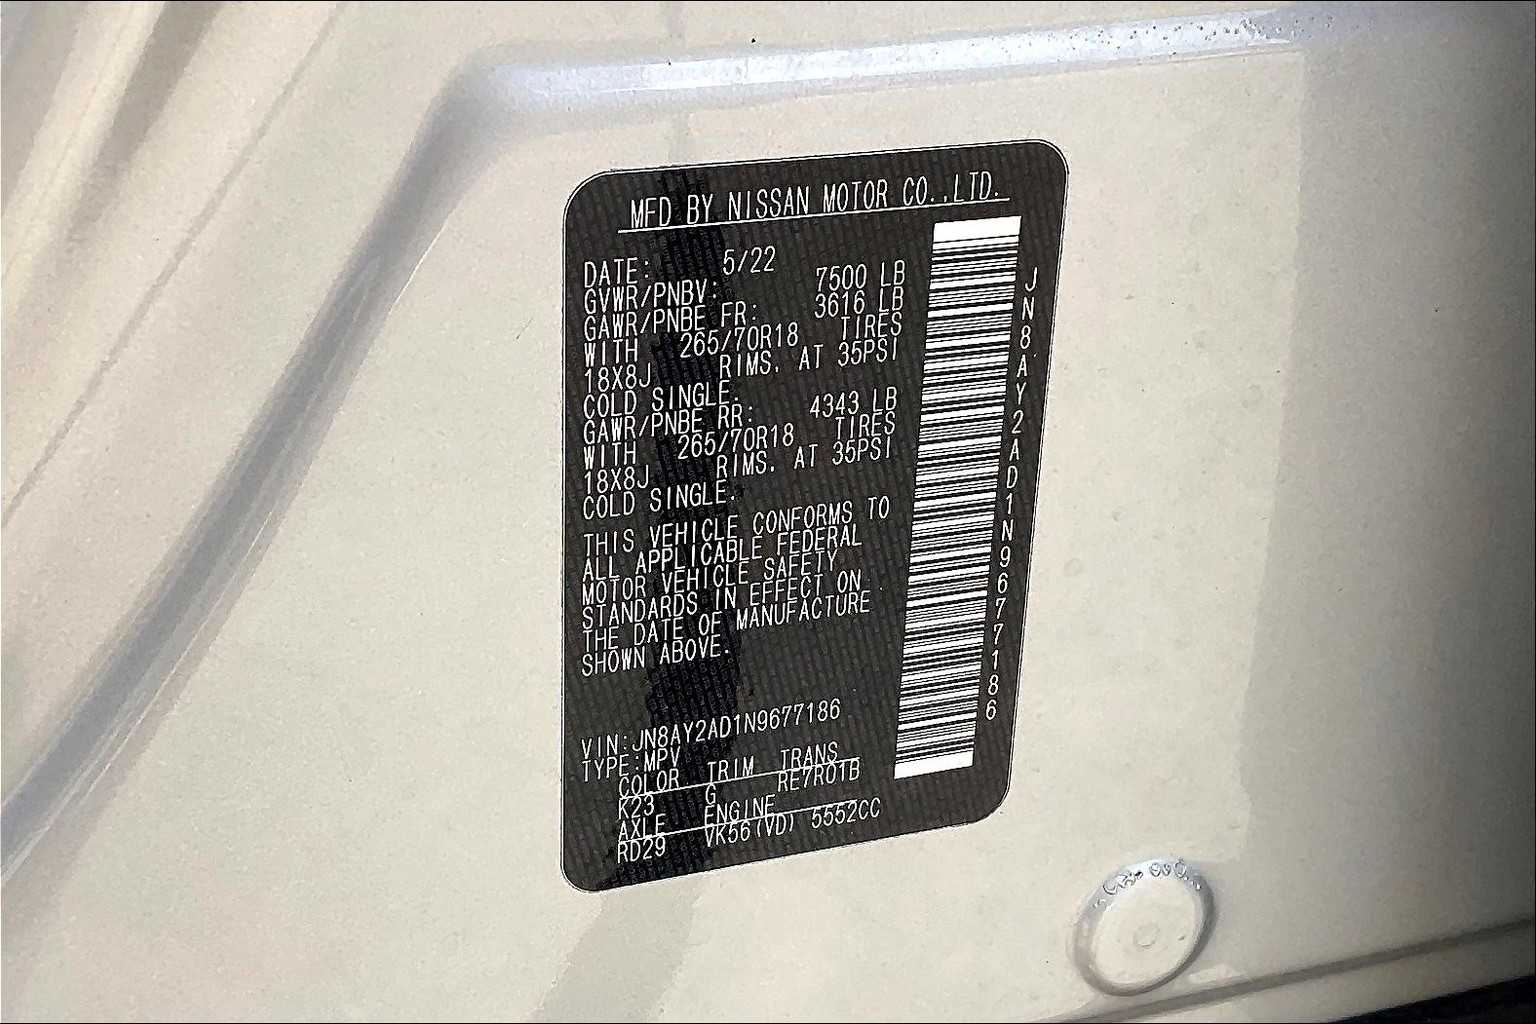 MFD BY NISSAN MOTOR CO.,LTD.
DATE: 5/22
GVWR/PNBV: 7500 LB
GAWR/PNBE FR: 3616 LB
WITH 265/70R18 TIRES
18X8J RIMS. AT 35PSI
COLD SINGLE.
GAWR/PNBE RR: 4343 LB
WITH 265/70R18 TIRES
18X8J RIMS. AT 35PSI
COLD SINGLE.
THIS VEHICLE CONFORMS TO
ALL APPLICABLE FEDERAL
MOTOR VEHICLE SAFETY
STANDARDS IN EFFECT ON
THE DATE OF MANUFACTURE
SHOWN ABOVE.
VIN:JN8AY2AD1N9677186
TYPE:MPV
COLOR TRIM TRANS
K23 G RE7R01B
AXLE ENGINE
RD29 VK56(VD) 5552CC
JN8AY2AD1N9677186